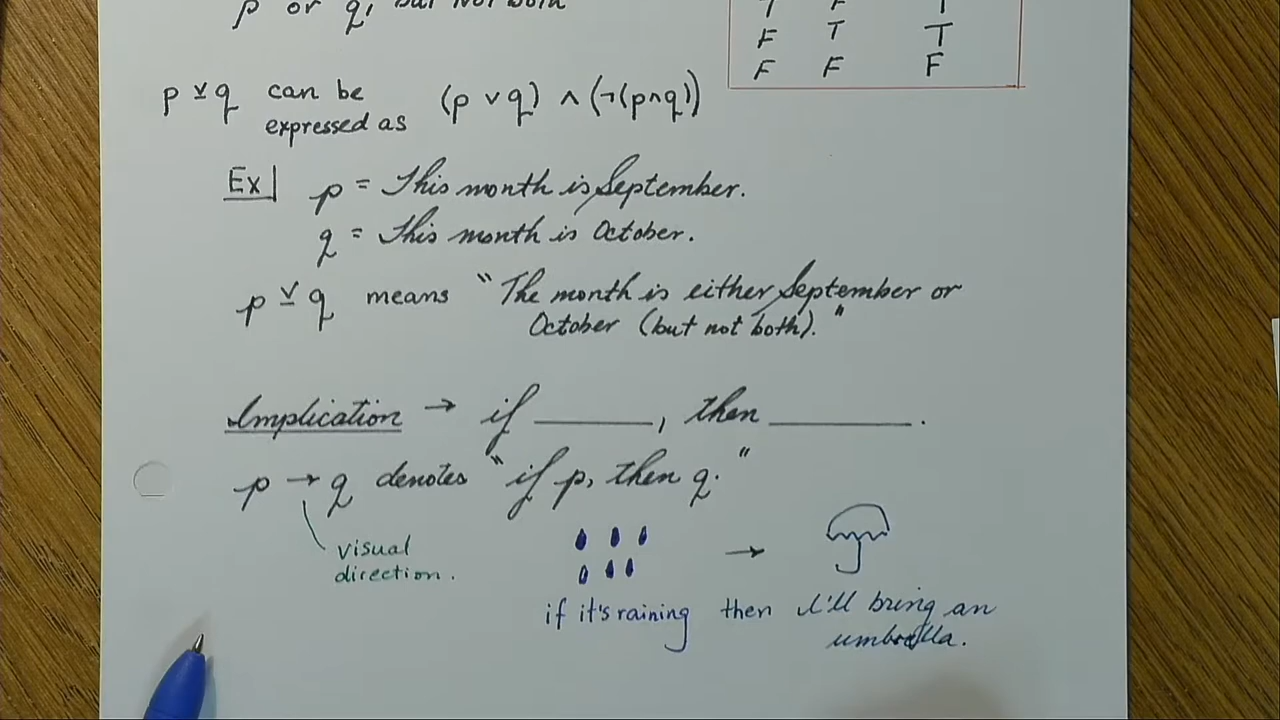 p or q, but not both
T F T
F T T
F F F
p ⊻ q can be expressed as (p ∨ q) ∧ (¬(p∧q))
Ex| p = This month is September.
q = This month is October.
p ⊻ q means "The month is either September or
October (but not both)."
Implication → if ______, then ________.
p → q denotes "if p, then q."
visual
direction.
→
if it's raining then I'll bring an
umbrella.